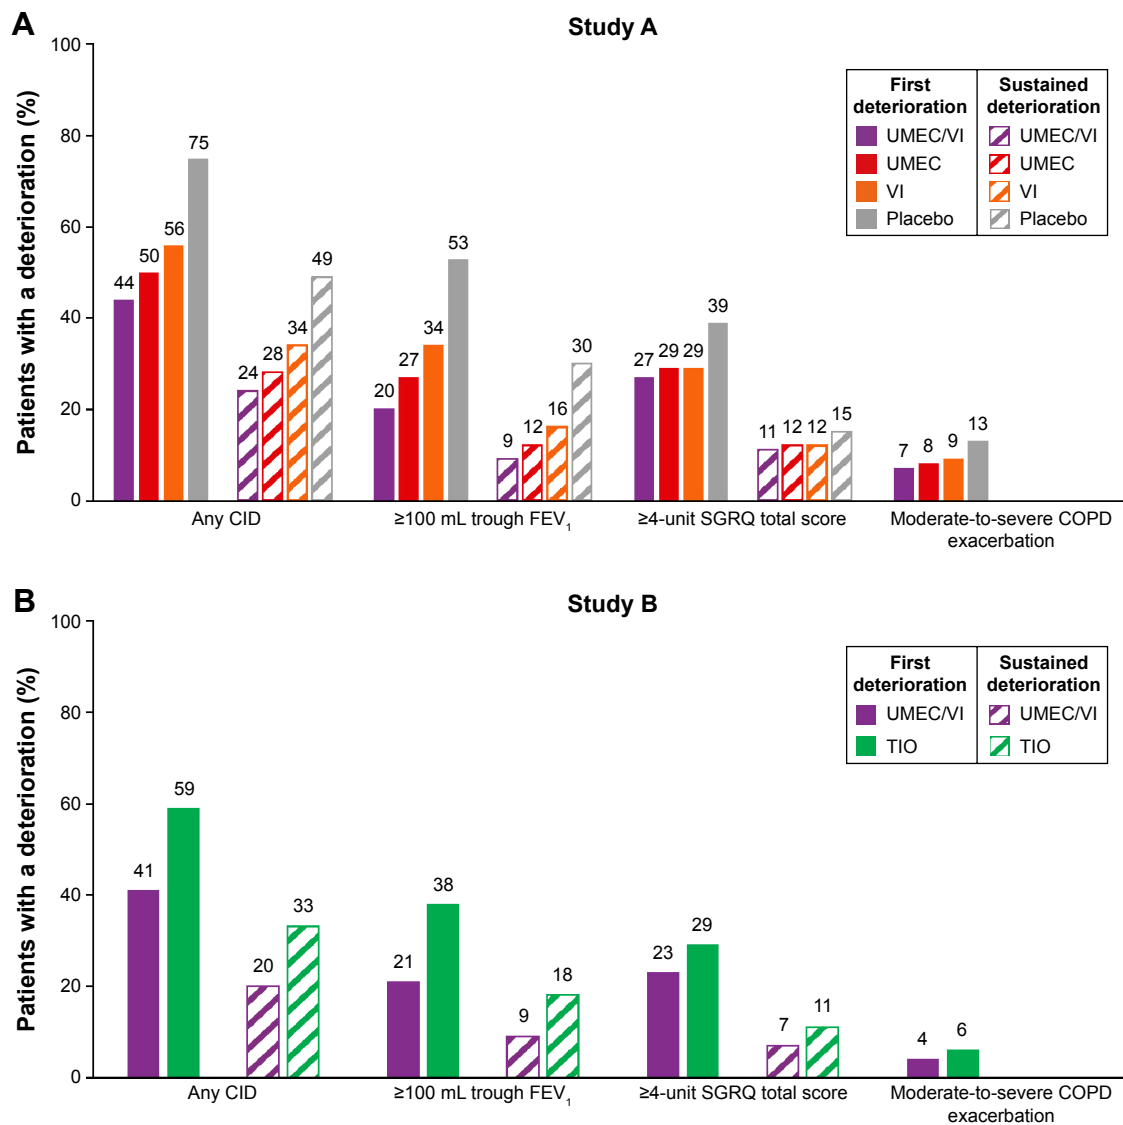 A
Study A
Patients with a deterioration (%)
100
80
60
40
20
0
First deterioration
Sustained deterioration
UMEC/VI
UMEC/VI
UMEC
UMEC
VI
VI
Placebo
Placebo
44
50
56
75
24
28
34
49
20
27
34
53
9
12
16
30
27
29
29
39
11
12
12
15
7
8
9
13
Any CID
≥100 mL trough FEV₁
≥4-unit SGRQ total score
Moderate-to-severe COPD
exacerbation
B
Study B
Patients with a deterioration (%)
100
80
60
40
20
0
First deterioration
Sustained deterioration
UMEC/VI
UMEC/VI
TIO
TIO
41
59
20
33
21
38
9
18
23
29
7
11
4
6
Any CID
≥100 mL trough FEV₁
≥4-unit SGRQ total score
Moderate-to-severe COPD
exacerbation